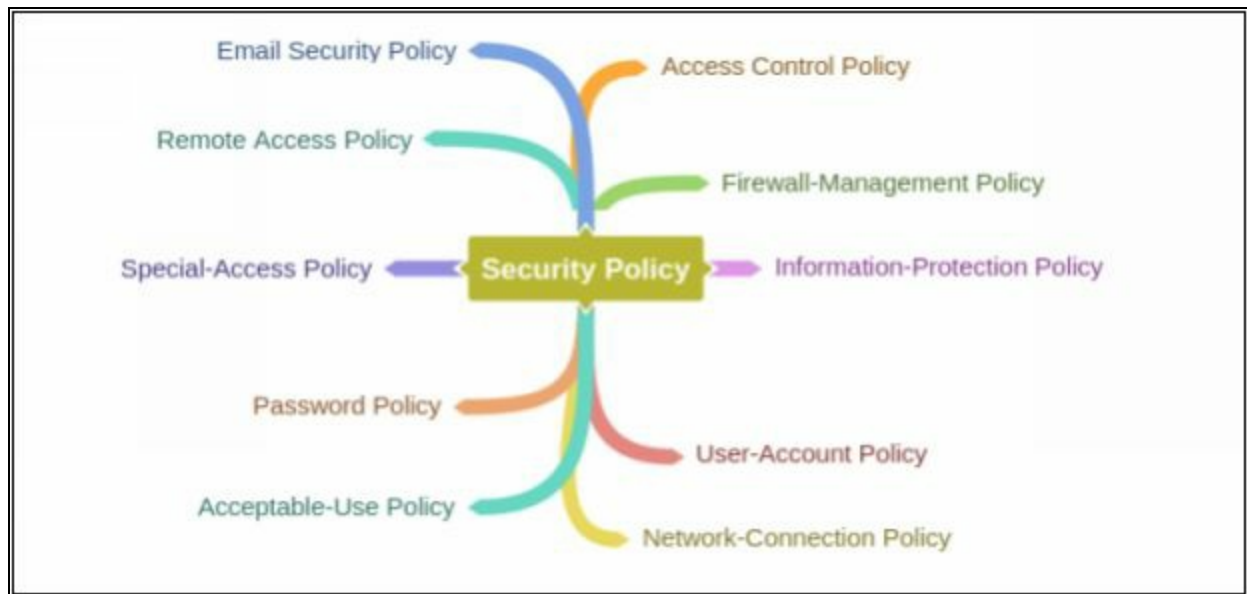 Email Security Policy
Access Control Policy
Remote Access Policy
Firewall-Management Policy
Special-Access Policy
Security Policy
Information-Protection Policy
Password Policy
User-Account Policy
Acceptable-Use Policy
Network-Connection Policy